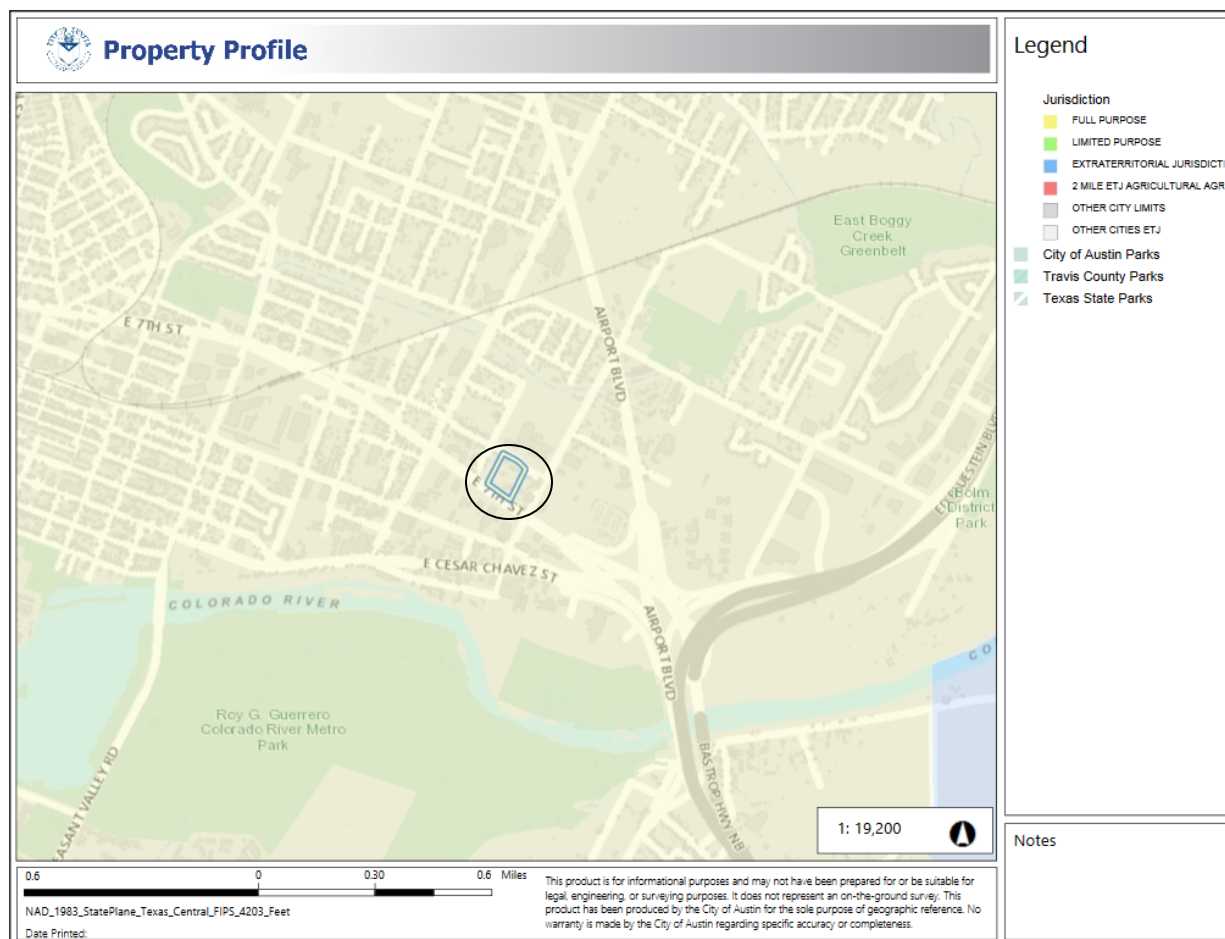 Property Profile
E 7TH ST
AIRPORT BLVD
East Boggy
Creek
Greenbelt
E 7TH ST
E CESAR CHAVEZ ST
COLORADO RIVER
Bolm
District
Park
AIRPORT BLVD
Roy G. Guerrero
Colorado River Metro
Park
BASTROP HWY NB
CO
EASANT VALLEY RD
1: 19,200
Legend
Jurisdiction
FULL PURPOSE
LIMITED PURPOSE
EXTRATERRITORIAL JURISDICTI
2 MILE ETJ AGRICULTURAL AGR
OTHER CITY LIMITS
OTHER CITIES ETJ
City of Austin Parks
Travis County Parks
Texas State Parks
Notes
0.6 0 0.30 0.6 Miles
NAD_1983_StatePlane_Texas_Central_FIPS_4203_Feet
Date Printed:
This product is for informational purposes and may not have been prepared for or be suitable for
legal, engineering, or surveying purposes. It does not represent an on-the-ground survey. This
product has been produced by the City of Austin for the sole purpose of geographic reference. No
warranty is made by the City of Austin regarding specific accuracy or completeness.